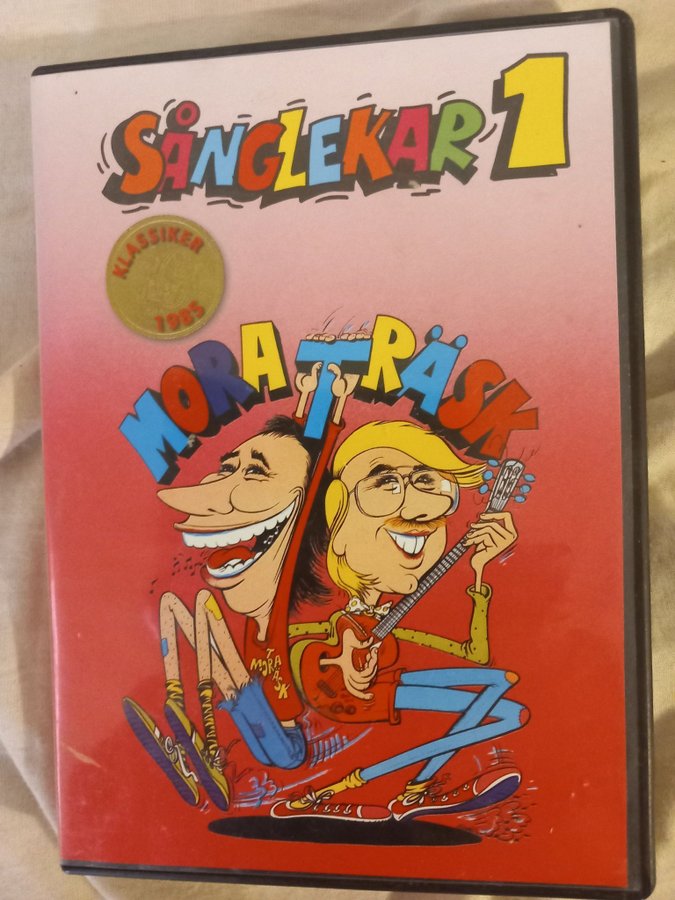 SÅNGLEKAR 1
KLASSIKER
1985
MORA TRÄSK
MORA
TRÄSK